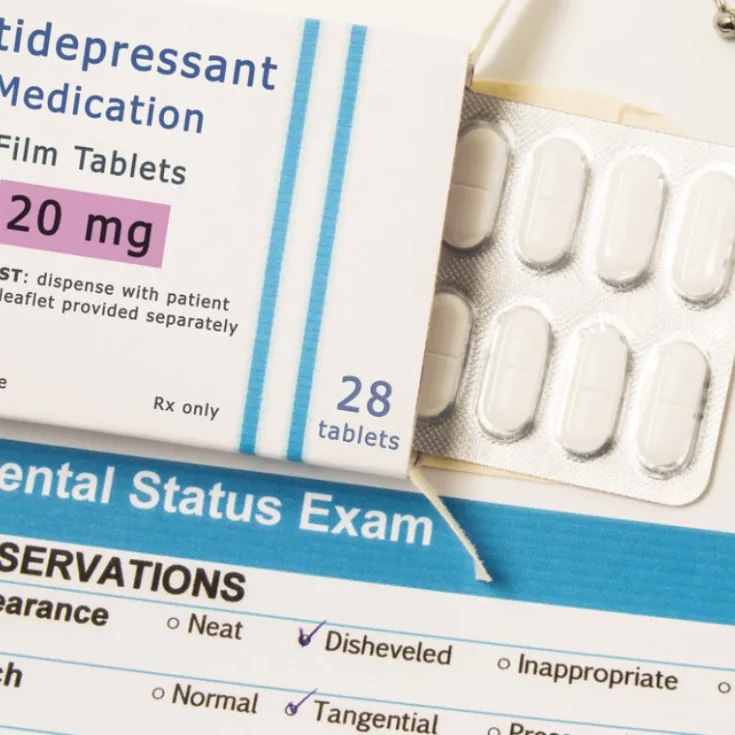 tidepressant
Medication
Film Tablets
20 mg
ST: dispense with patient
leaflet provided separately
e
Rx only
28
tablets
ental Status Exam
SERVATIONS
earance
Neat
Disheveled
Inappropriate
ch
Normal
Tangential